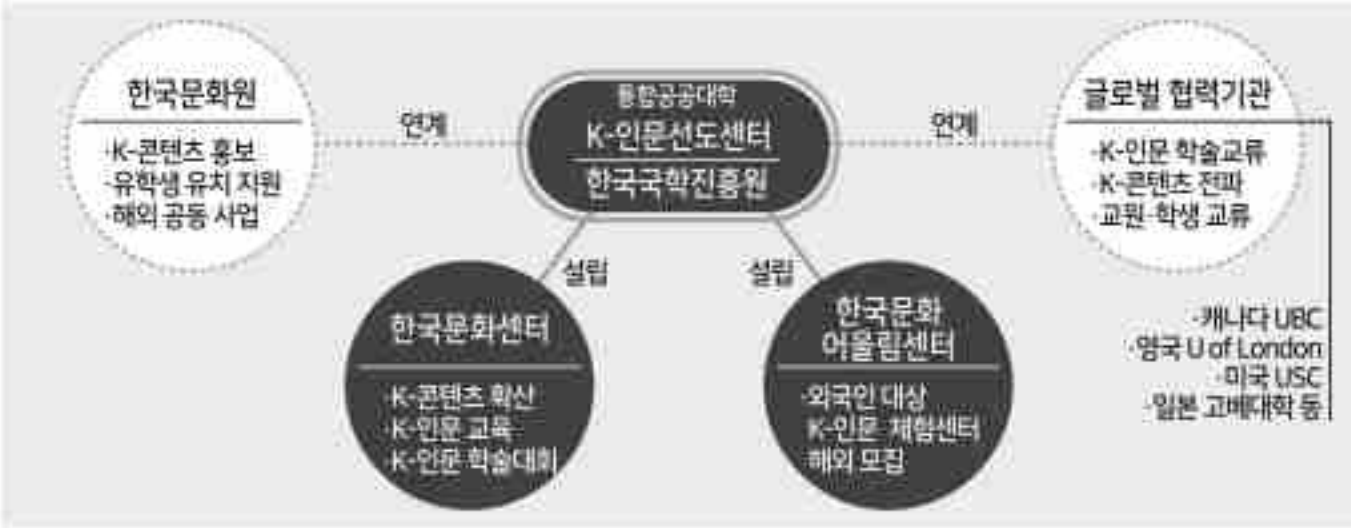 한국문화원
·K-콘텐츠 홍보
·유학생 유치 지원
·해외 공동 사업
연계
통합공공대학
K-인문선도센터
한국국학진흥원
연계
글로벌 협력기관
·K-인문 학술교류
·K-콘텐츠 전파
·교원·학생 교류
·캐나다 UBC
·영국 U of London
·미국 USC
·일본 고베대학 등
설립
한국문화센터
·K-콘텐츠 확산
·K-인문 교육
·K-인문 학술대회
설립
한국문화
어울림센터
·외국인 대상
K-인문 체험센터
해외 모집